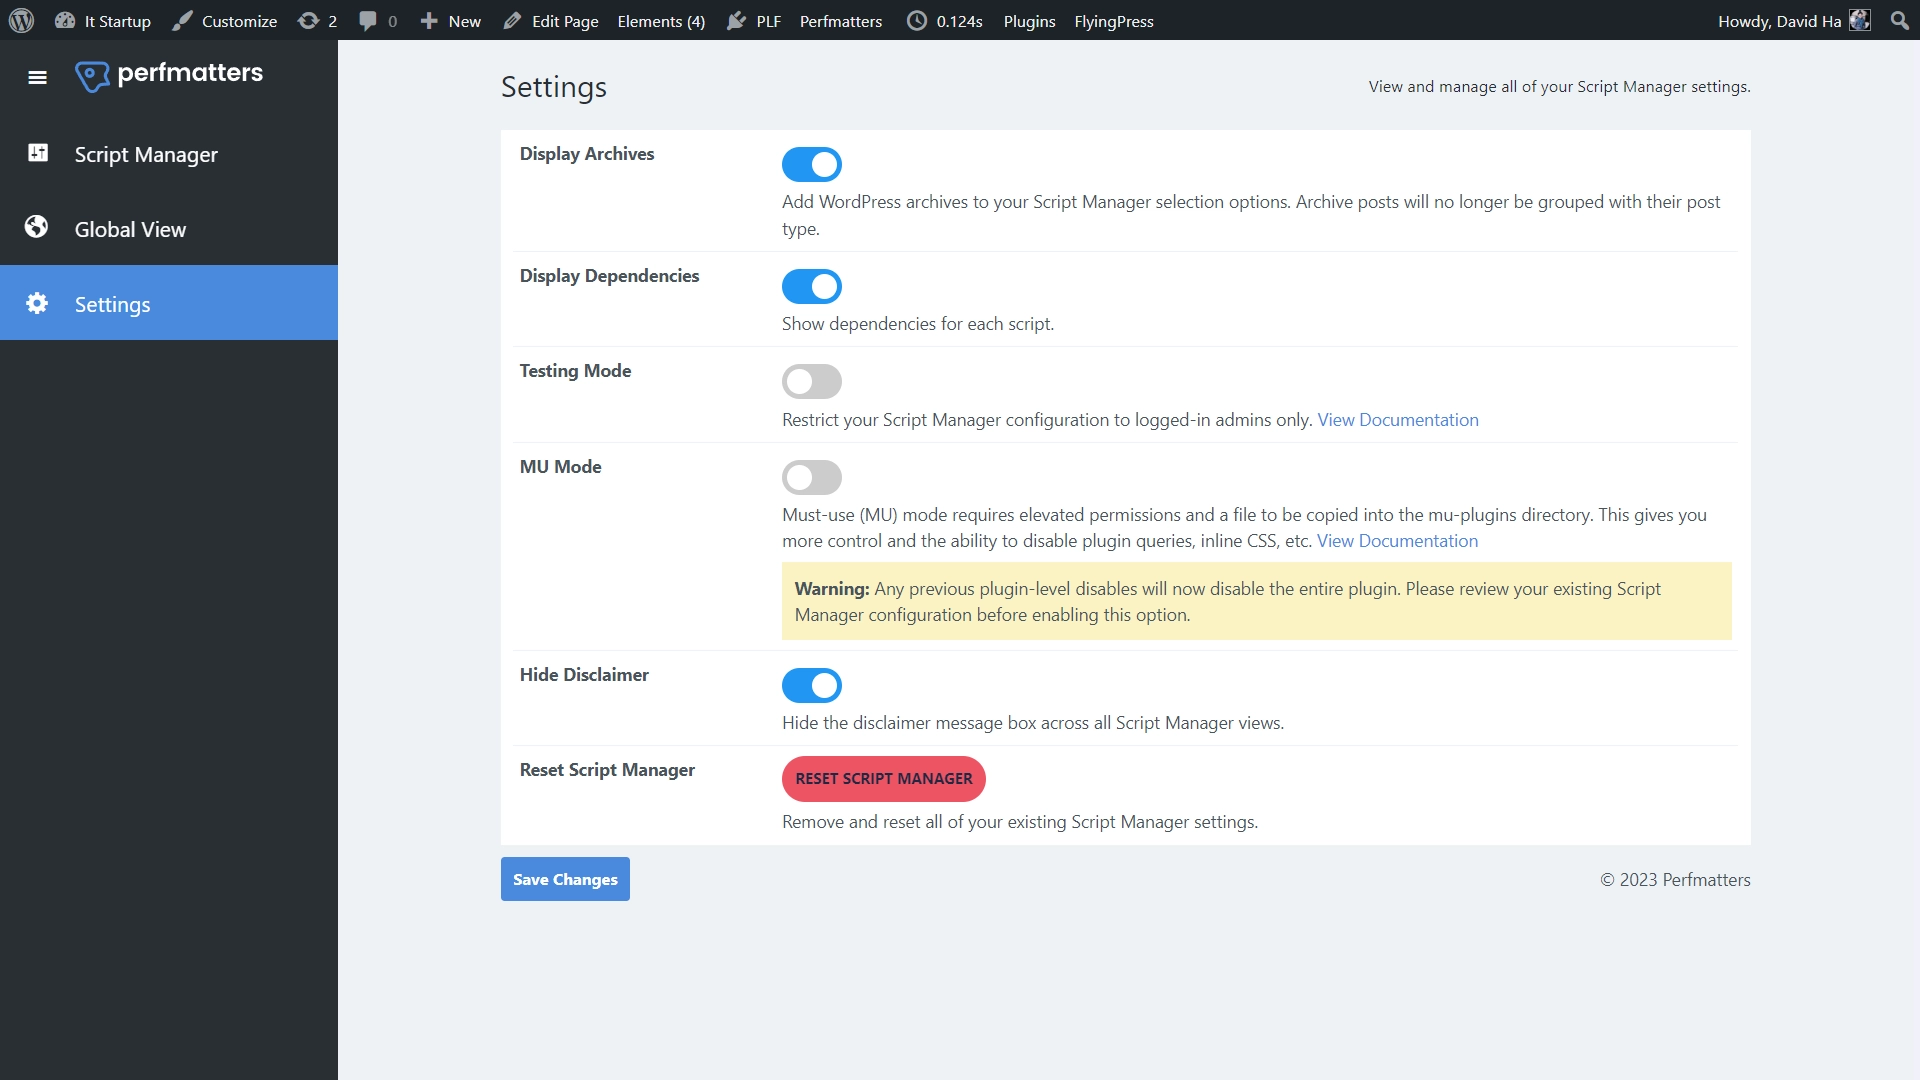 It Startup Customize 2 0 New Edit Page Elements (4) PLF Perfmatters 0.124s Plugins FlyingPress Howdy, David Ha
perfmatters
Script Manager
Global View
Settings
Settings
View and manage all of your Script Manager settings.
Display Archives
Add WordPress archives to your Script Manager selection options. Archive posts will no longer be grouped with their post
type.
Display Dependencies
Show dependencies for each script.
Testing Mode
Restrict your Script Manager configuration to logged-in admins only. View Documentation
MU Mode
Must-use (MU) mode requires elevated permissions and a file to be copied into the mu-plugins directory. This gives you
more control and the ability to disable plugin queries, inline CSS, etc. View Documentation
Warning: Any previous plugin-level disables will now disable the entire plugin. Please review your existing Script
Manager configuration before enabling this option.
Hide Disclaimer
Hide the disclaimer message box across all Script Manager views.
Reset Script Manager
RESET SCRIPT MANAGER
Remove and reset all of your existing Script Manager settings.
Save Changes
© 2023 Perfmatters